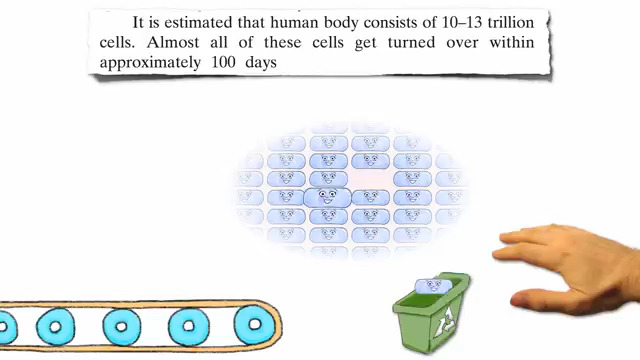 It is estimated that human body consists of 10–13 trillion
cells. Almost all of these cells get turned over within
approximately 100 days